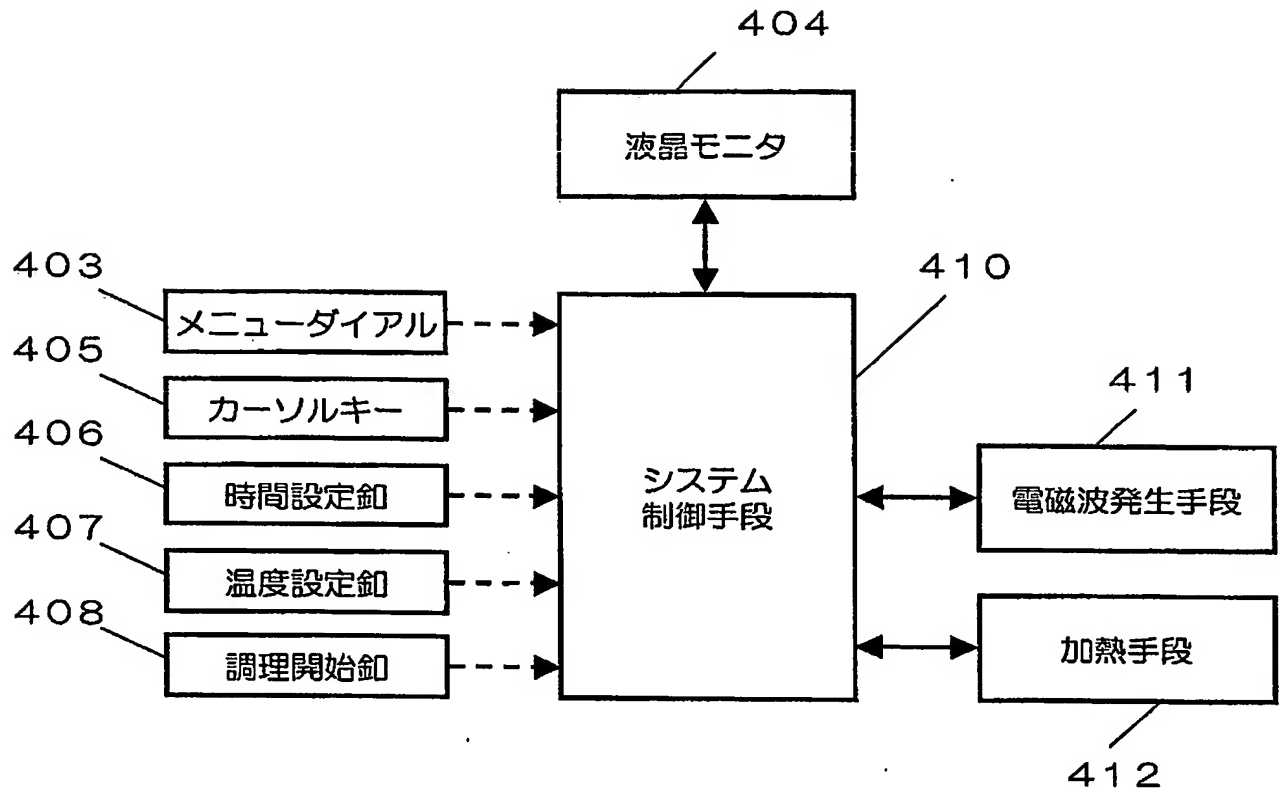 404
液晶モニタ
403
メニューダイアル
410
405
カーソルキー
411
406
時間設定釦
システム
制御手段
電磁波発生手段
407
温度設定釦
408
調理開始釦
加熱手段
412